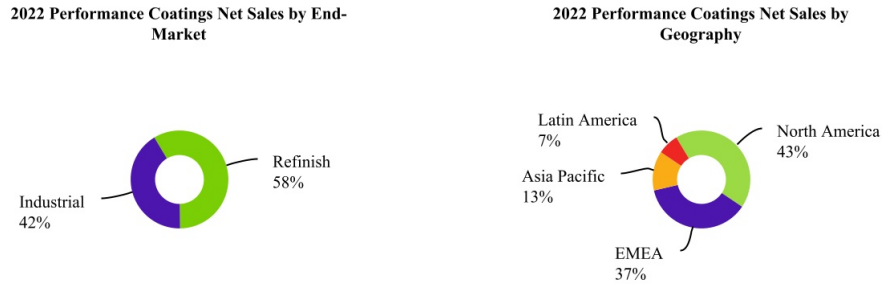 2022 Performance Coatings Net Sales by End-
Market
Refinish
58%
Industrial
42%
2022 Performance Coatings Net Sales by
Geography
Latin America
7%
North America
43%
Asia Pacific
13%
EMEA
37%